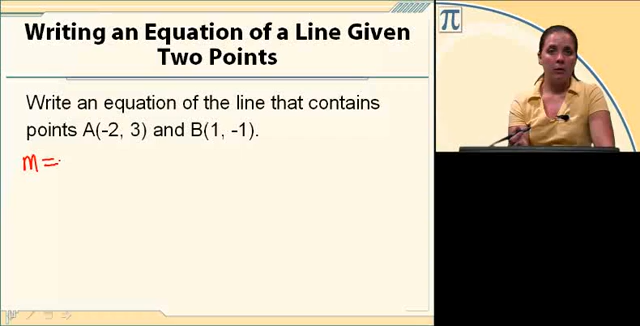 Writing an Equation of a Line Given
Two Points
π
Write an equation of the line that contains
points A(-2, 3) and B(1, -1).
m=